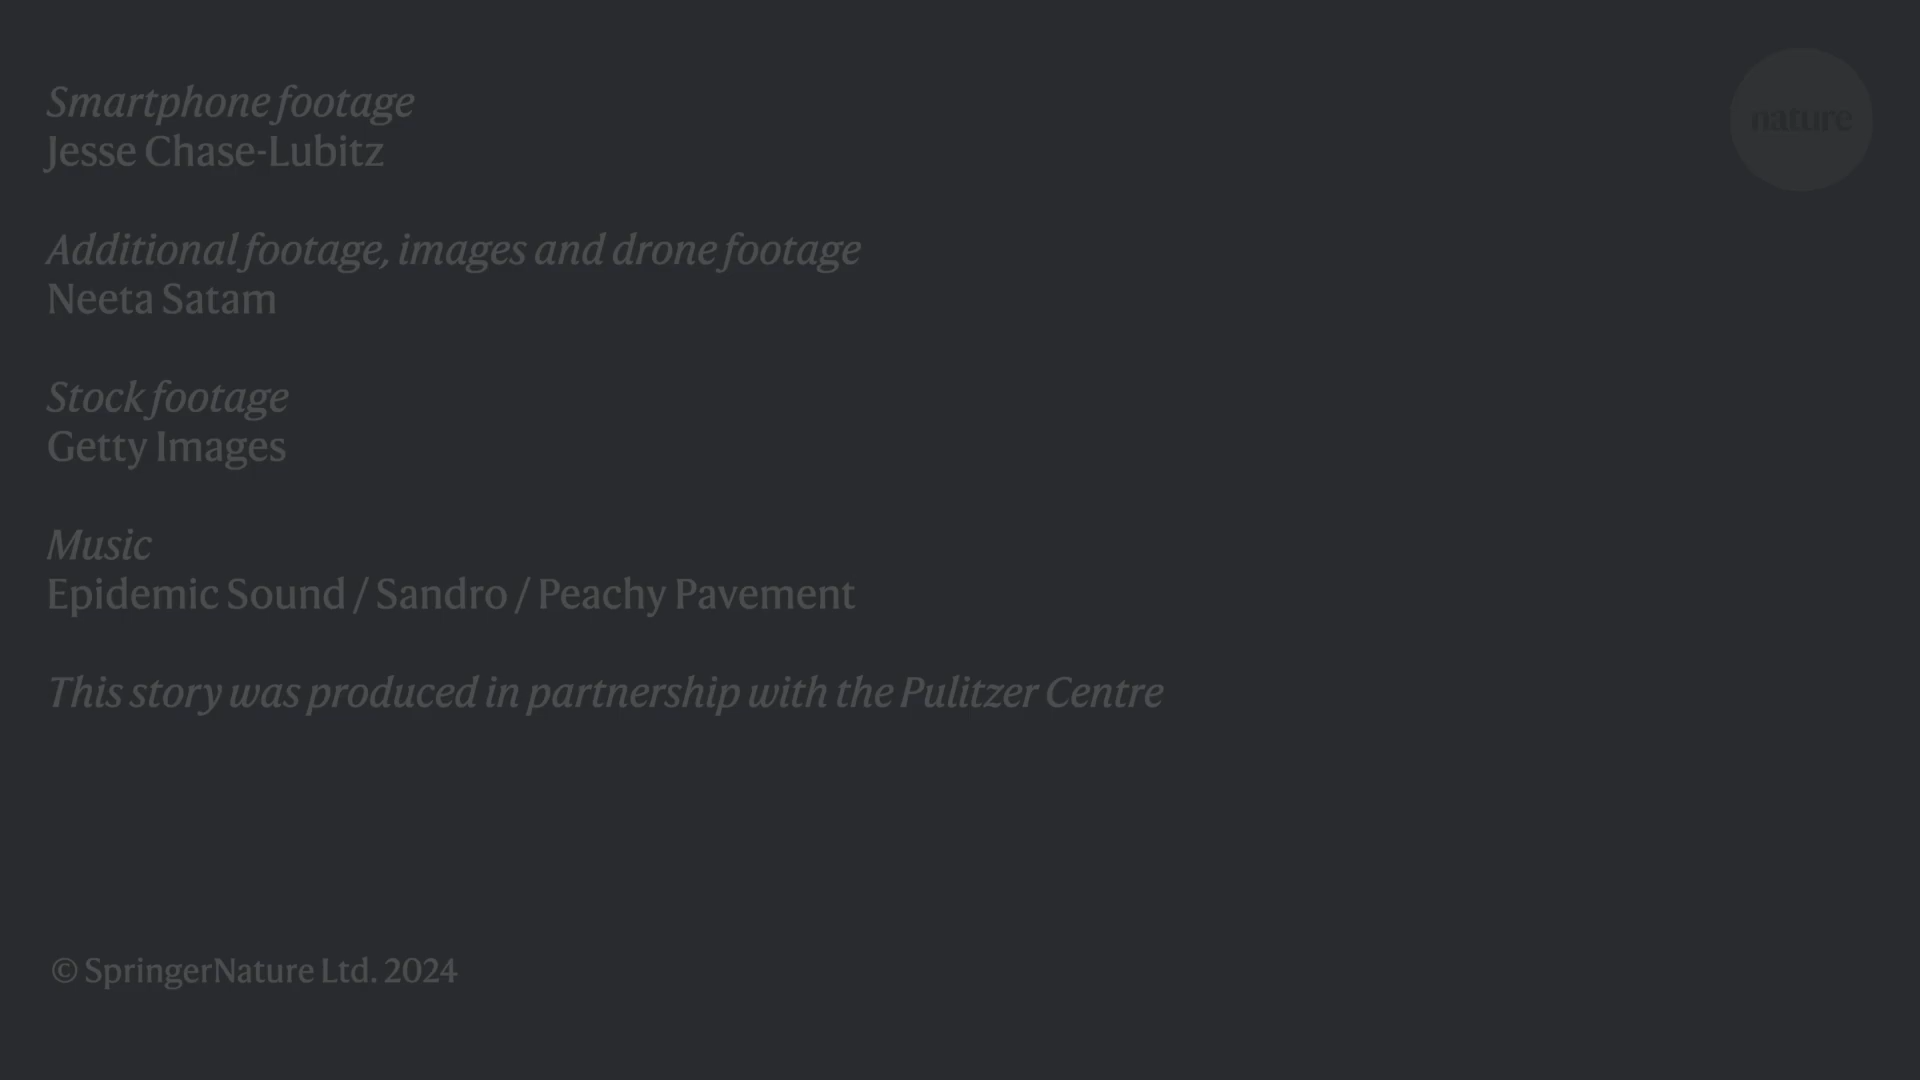 Smartphone footage
Jesse Chase-Lubitz
nature
Additional footage, images and drone footage
Neeta Satam
Stock footage
Getty Images
Music
Epidemic Sound / Sandro / Peachy Pavement
This story was produced in partnership with the Pulitzer Centre
© SpringerNature Ltd. 2024